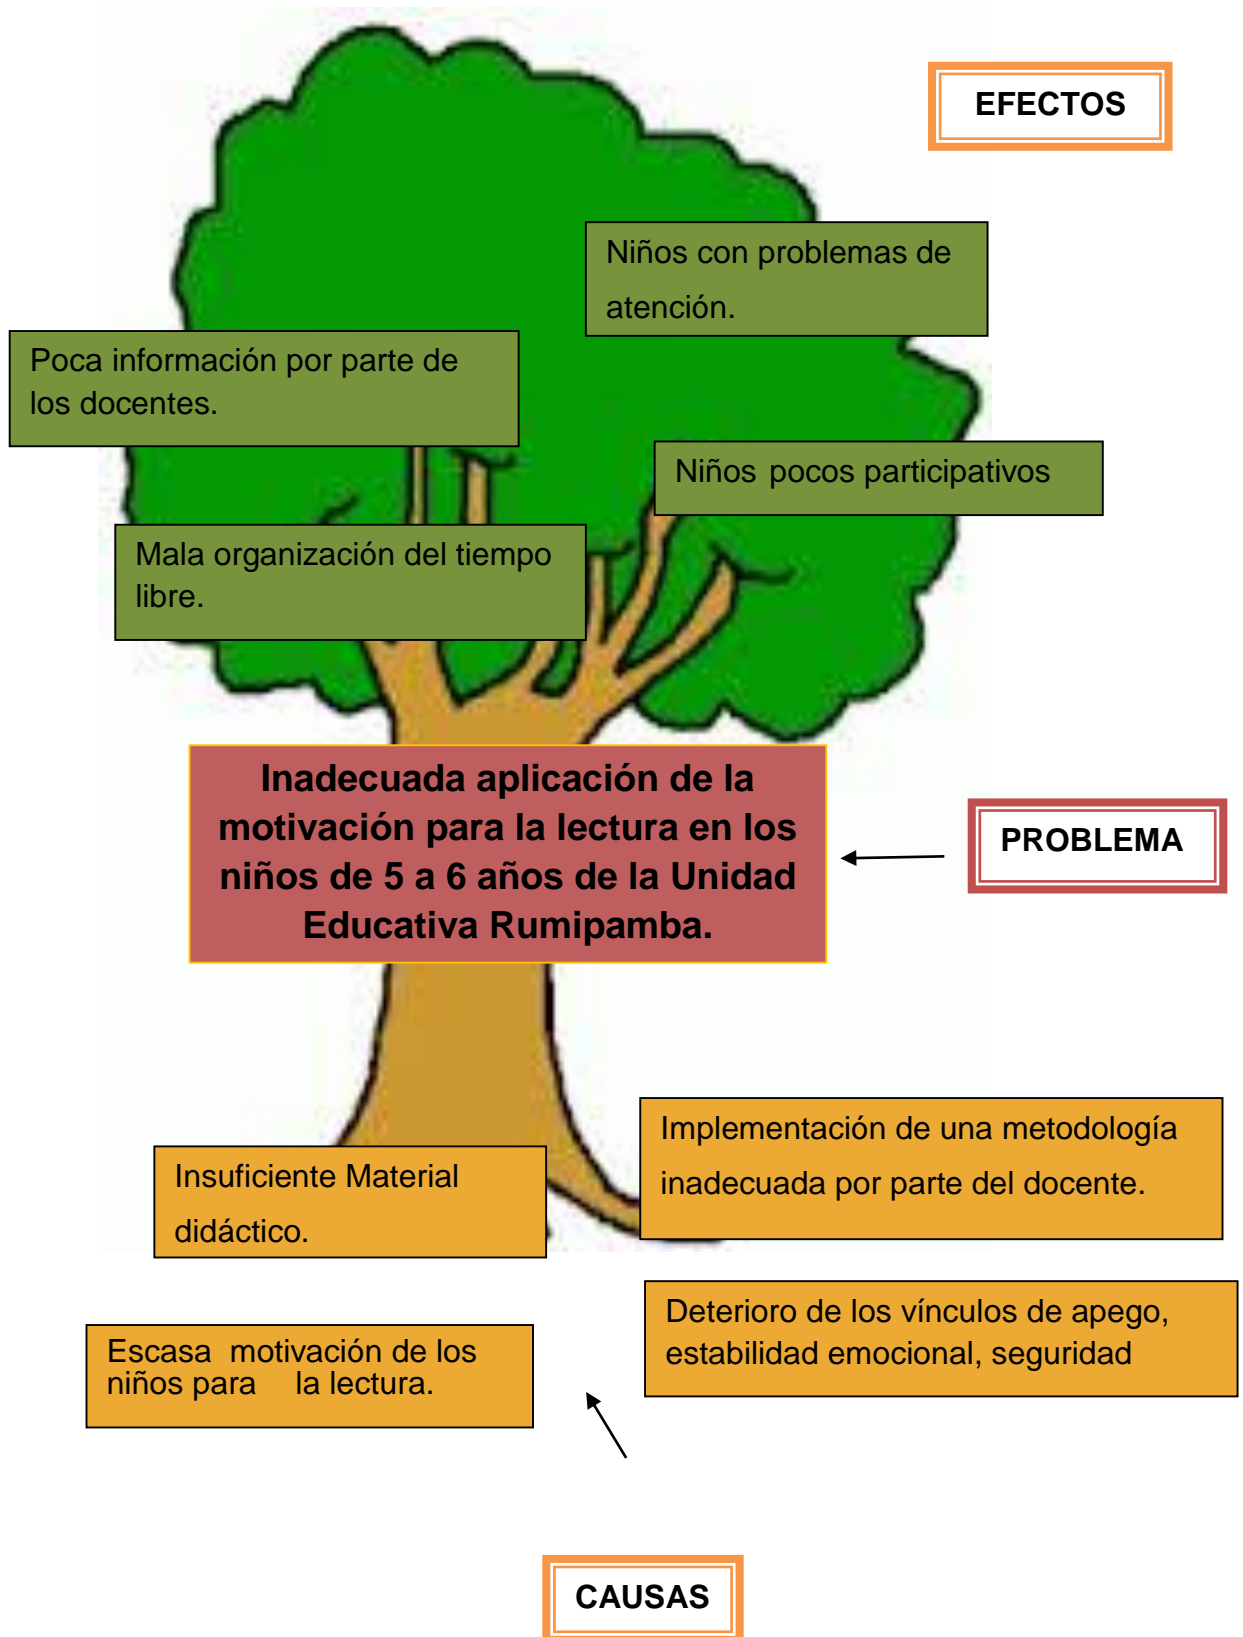 EFECTOS
Niños con problemas de
atención.
Poca información por parte de
los docentes.
Niños pocos participativos
Mala organización del tiempo
libre.
Inadecuada aplicación de la
motivación para la lectura en los
niños de 5 a 6 años de la Unidad
Educativa Rumipamba.
PROBLEMA
Implementación de una metodología
inadecuada por parte del docente.
Insuficiente Material
didáctico.
Deterioro de los vínculos de apego,
estabilidad emocional, seguridad
Escasa motivación de los
niños para la lectura.
CAUSAS